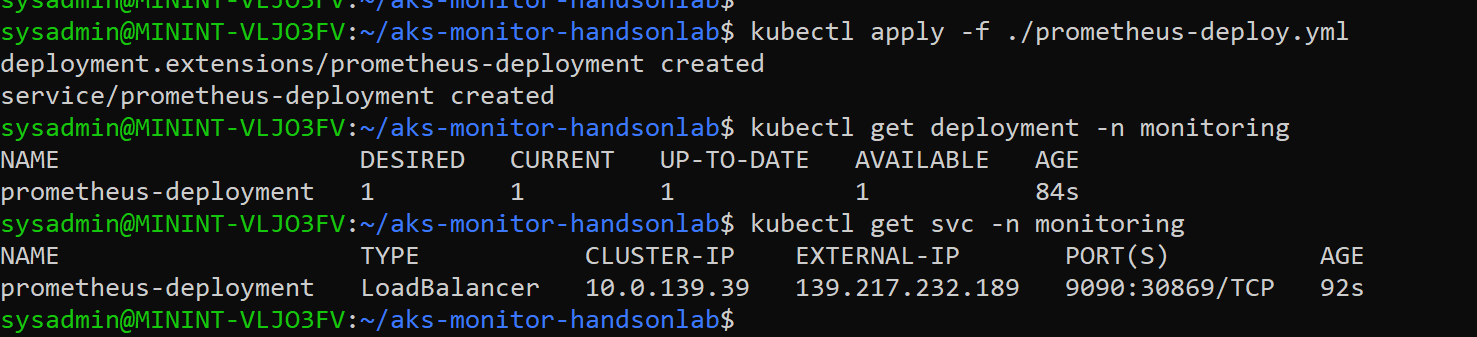 sysadmin@MININT-VLJO3FV:~/aks-monitor-handsonlab$
sysadmin@MININT-VLJO3FV:~/aks-monitor-handsonlab$ kubectl apply -f ./prometheus-deploy.yml
deployment.extensions/prometheus-deployment created
service/prometheus-deployment created
sysadmin@MININT-VLJO3FV:~/aks-monitor-handsonlab$ kubectl get deployment -n monitoring
NAME                    DESIRED   CURRENT   UP-TO-DATE   AVAILABLE   AGE
prometheus-deployment   1         1         1            1           84s
sysadmin@MININT-VLJO3FV:~/aks-monitor-handsonlab$ kubectl get svc -n monitoring
NAME                    TYPE           CLUSTER-IP    EXTERNAL-IP       PORT(S)          AGE
prometheus-deployment   LoadBalancer   10.0.139.39   139.217.232.189   9090:30869/TCP   92s
sysadmin@MININT-VLJO3FV:~/aks-monitor-handsonlab$